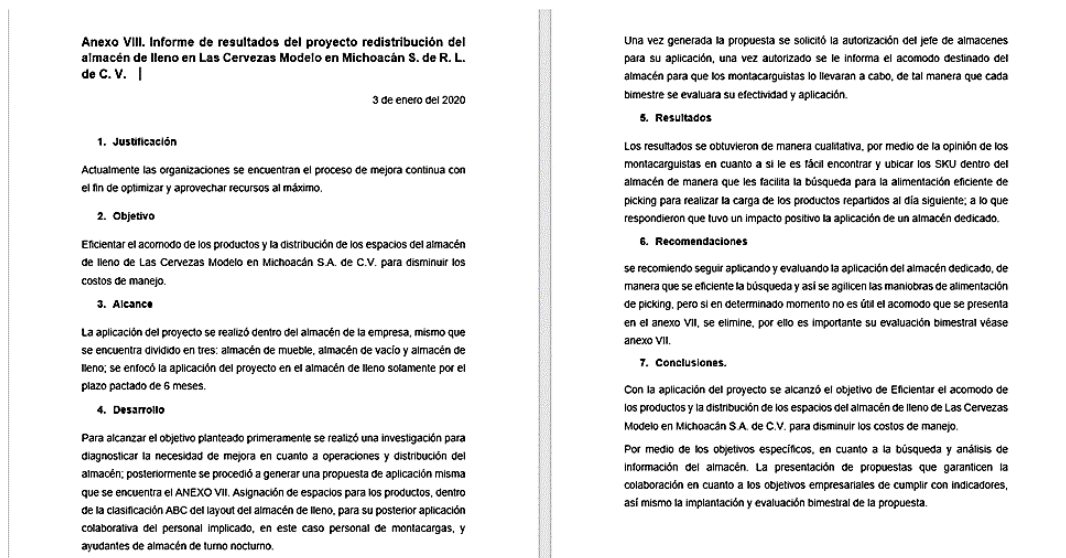 Anexo VIII. Informe de resultados del proyecto redistribución del
almacén de lleno en Las Cervezas Modelo en Michoacán S. de R. L.
de C. V.
3 de enero del 2020
1. Justificación
Actualmente las organizaciones se encuentran el proceso de mejora continua con
el fin de optimizar y aprovechar recursos al máximo.
2. Objetivo
Eficientar el acomodo de los productos y la distribución de los espacios del almacén
de lleno de Las Cervezas Modelo en Michoacán S.A. de C.V. para disminuir los
costos de manejo.
3. Alcance
La aplicación del proyecto se realizó dentro del almacén de la empresa, mismo que
se encuentra dividido en tres: almacén de mueble, almacén de vacío y almacén de
lleno; se enfocó la aplicación del proyecto en el almacén de lleno solamente por el
plazo pactado de 6 meses.
4. Desarrollo
Para alcanzar el objetivo planteado primeramente se realizó una investigación para
diagnosticar la necesidad de mejora en cuanto a operaciones y distribución del
almacén; posteriormente se procedió a generar una propuesta de aplicación misma
que se encuentra el ANEXO VII. Asignación de espacios para los productos, dentro
de la clasificación ABC del layout del almacén de lleno, para su posterior aplicación
colaborativa del personal implicado, en este caso personal de montacargas, y
ayudantes de almacén de turno nocturno.
Una vez generada la propuesta se solicitó la autorización del jefe de almacenes
para su aplicación, una vez autorizado se le informa el acomodo destinado del
almacén para que los montacarguistas lo llevaran a cabo, de tal manera que cada
bimestre se evaluara su efectividad y aplicación.
5. Resultados
Los resultados se obtuvieron de manera cualitativa, por medio de la opinión de los
montacarguistas en cuanto a si le es fácil encontrar y ubicar los SKU dentro del
almacén de manera que les facilita la búsqueda para la alimentación eficiente de
picking para realizar la carga de los productos repartidos al día siguiente; a lo que
respondieron que tuvo un impacto positivo la aplicación de un almacén dedicado.
6. Recomendaciones
se recomiendo seguir aplicando y evaluando la aplicación del almacén dedicado, de
manera que se eficiente la búsqueda y así se agilicen las maniobras de alimentación
de picking, pero si en determinado momento no es útil el acomodo que se presenta
en el anexo VII, se elimine, por ello es importante su evaluación bimestral véase
anexo VII.
7. Conclusiones.
Con la aplicación del proyecto se alcanzó el objetivo de Eficientar el acomodo de
los productos y la distribución de los espacios del almacén de lleno de Las Cervezas
Modelo en Michoacán S.A. de C.V. para disminuir los costos de manejo.
Por medio de los objetivos específicos, en cuanto a la búsqueda y análisis de
información del almacén. La presentación de propuestas que garanticen la
colaboración en cuanto a los objetivos empresariales de cumplir con indicadores,
así mismo la implantación y evaluación bimestral de la propuesta.